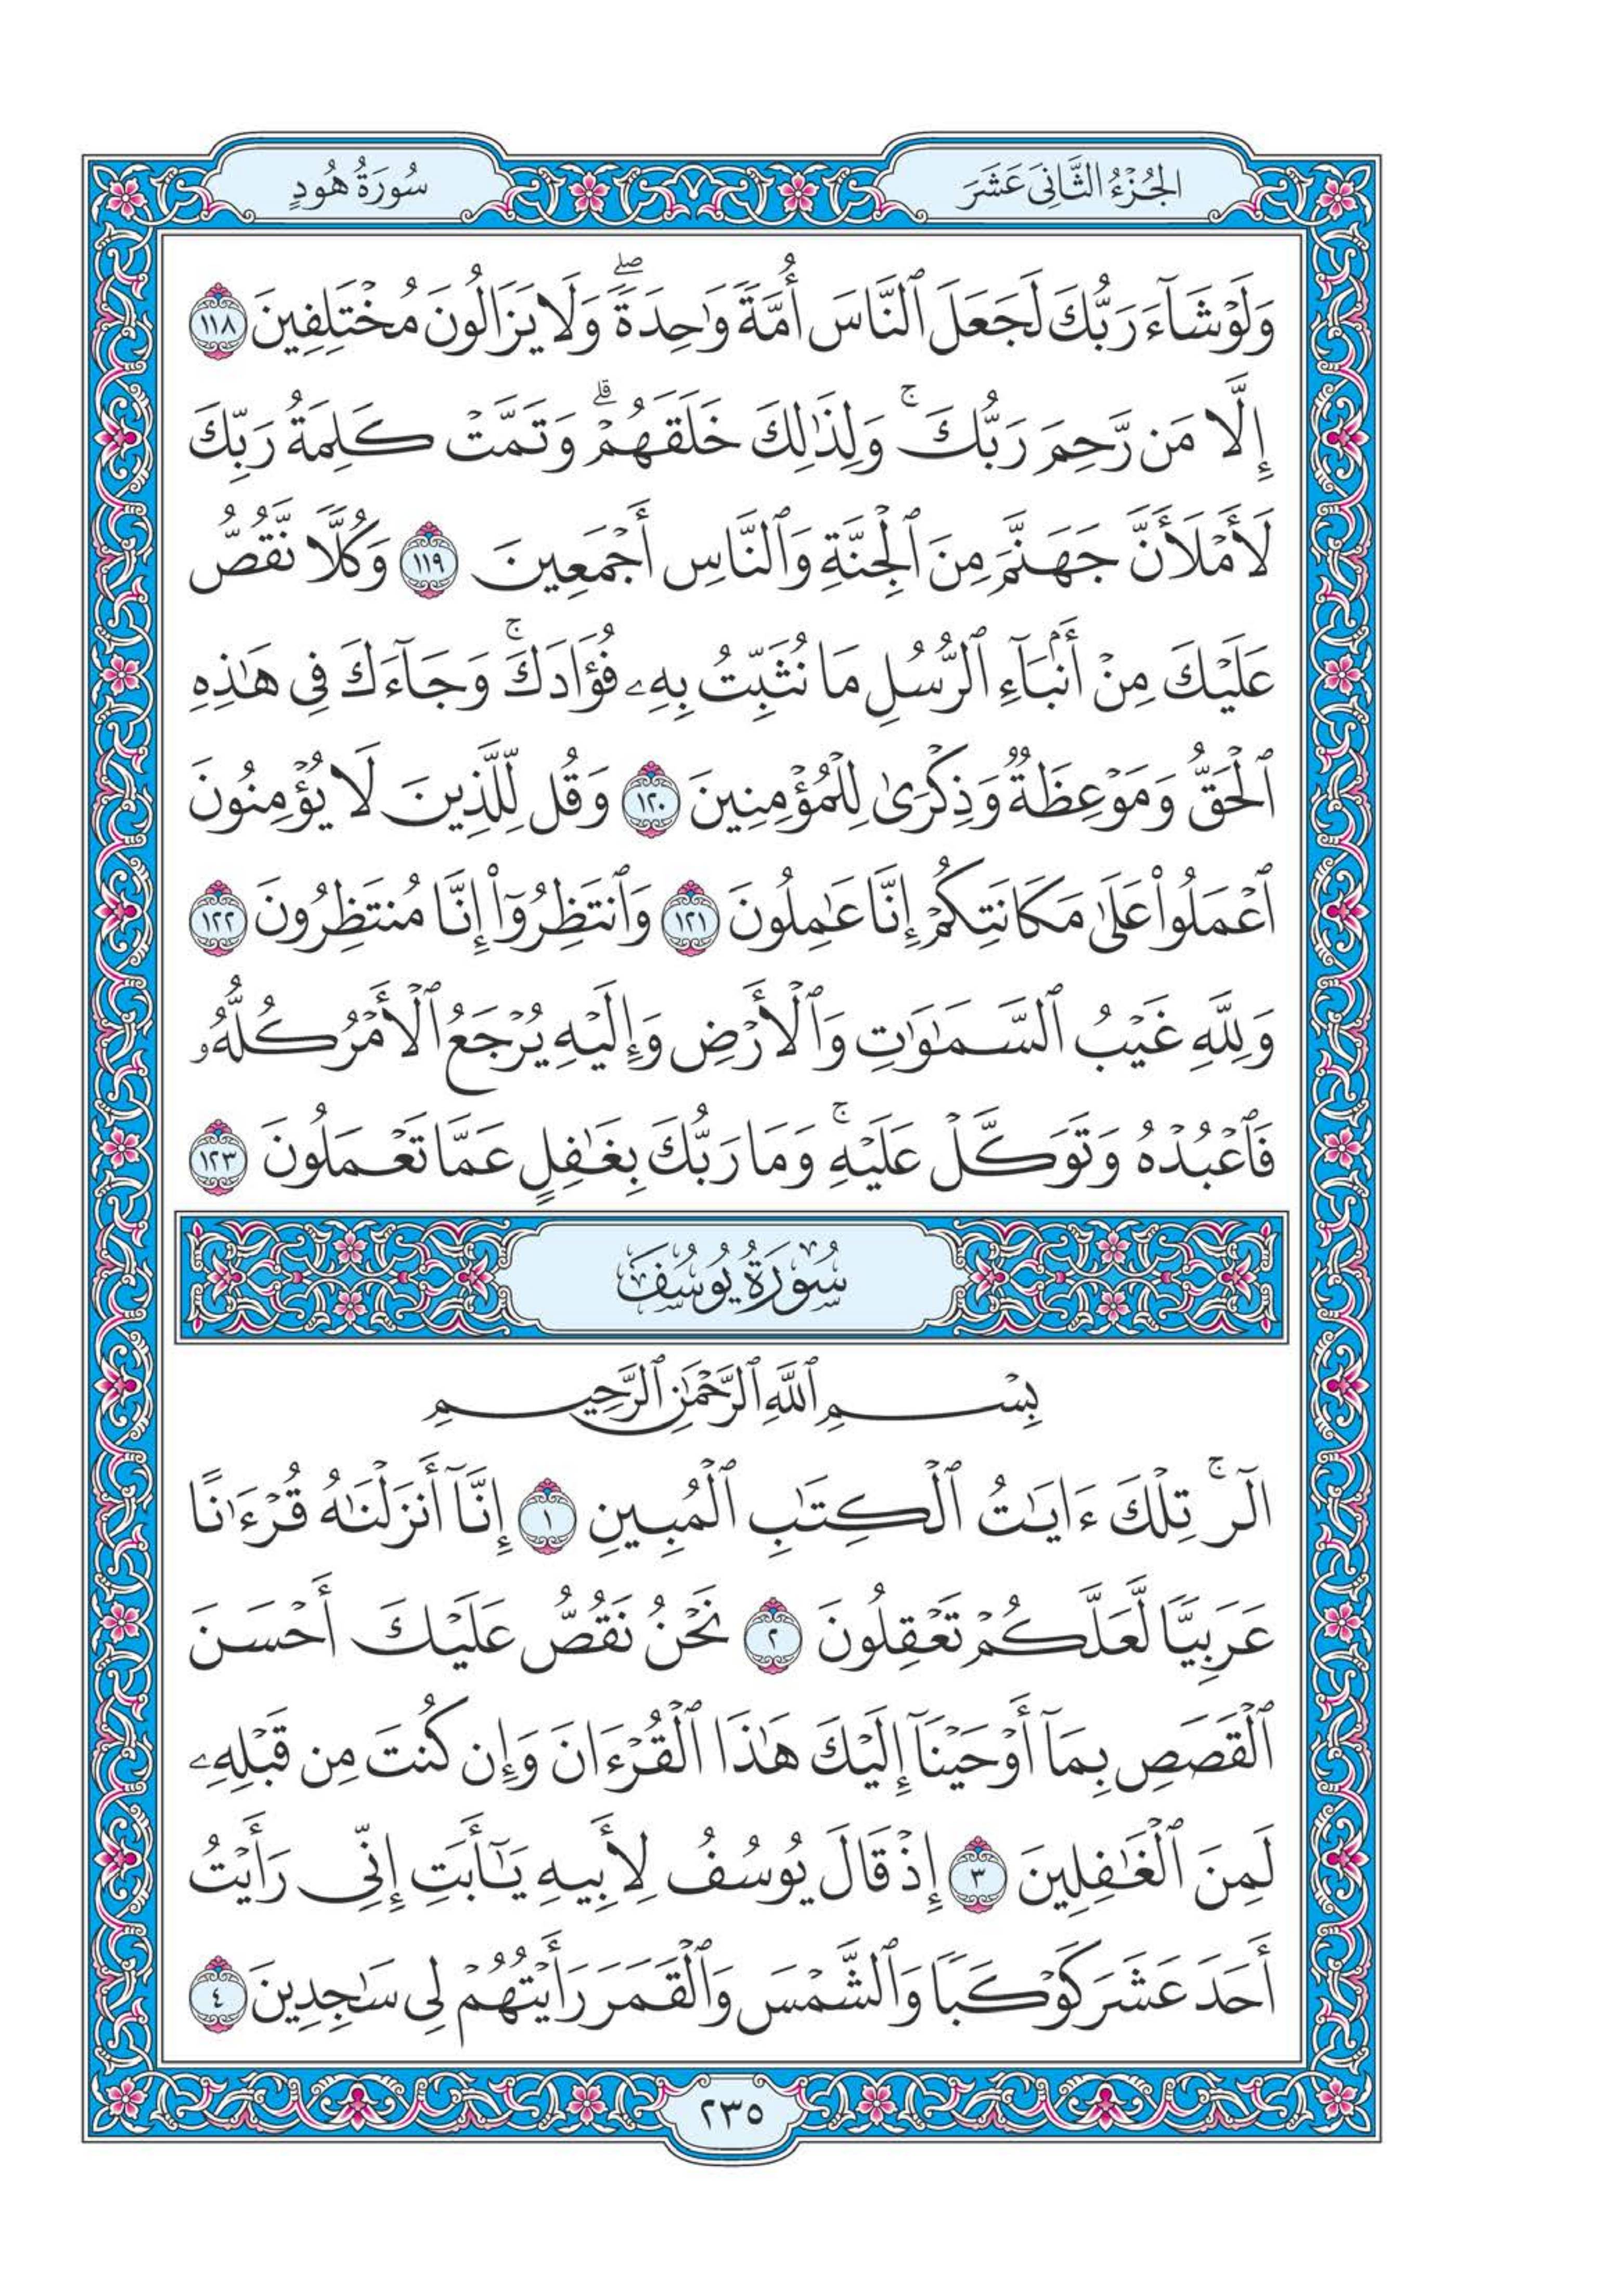 الجُزْءُ الثَّانِيَ عَشَرَ
سُورَةُ هُودٍ
وَلَوْ شَآءَ رَبُّكَ لَجَعَلَ ٱلنَّاسَ أُمَّةً وَٰحِدَةً ۖ وَلَا يَزَالُونَ مُخْتَلِفِينَ ١١٨
إِلَّا مَن رَّحِمَ رَبُّكَ ۚ وَلِذَٰلِكَ خَلَقَهُمْ ۗ وَتَمَّتْ كَلِمَةُ رَبِّكَ
لَأَمْلَأَنَّ جَهَنَّمَ مِنَ ٱلْجِنَّةِ وَٱلنَّاسِ أَجْمَعِينَ ١١٩ وَكُلًّا نَّقُصُّ
عَلَيْكَ مِنْ أَنۢبَآءِ ٱلرُّسُلِ مَا نُثَبِّتُ بِهِۦ فُؤَادَكَ ۚ وَجَآءَكَ فِى هَٰذِهِ
ٱلْحَقُّ وَمَوْعِظَةٌ وَذِكْرَىٰ لِلْمُؤْمِنِينَ ١٢٠ وَقُل لِّلَّذِينَ لَا يُؤْمِنُونَ
ٱعْمَلُوا۟ عَلَىٰ مَكَانَتِكُمْ إِنَّا عَٰمِلُونَ ١٢١ وَٱنتَظِرُوٓا۟ إِنَّا مُنتَظِرُونَ ١٢٢
وَلِلَّهِ غَيْبُ ٱلسَّمَٰوَٰتِ وَٱلْأَرْضِ وَإِلَيْهِ يُرْجَعُ ٱلْأَمْرُ كُلُّهُۥ
فَٱعْبُدْهُ وَتَوَكَّلْ عَلَيْهِ ۚ وَمَا رَبُّكَ بِغَٰفِلٍ عَمَّا تَعْمَلُونَ ١٢٣
سُورَةُ يُوسُفَ
بِسْمِ ٱللَّهِ ٱلرَّحْمَٰنِ ٱلرَّحِيمِ
الٓر ۚ تِلْكَ ءَايَٰتُ ٱلْكِتَٰبِ ٱلْمُبِينِ ١ إِنَّآ أَنزَلْنَٰهُ قُرْءَٰنًا
عَرَبِيًّا لَّعَلَّكُمْ تَعْقِلُونَ ٢ نَحْنُ نَقُصُّ عَلَيْكَ أَحْسَنَ
ٱلْقَصَصِ بِمَآ أَوْحَيْنَآ إِلَيْكَ هَٰذَا ٱلْقُرْءَانَ وَإِن كُنتَ مِن قَبْلِهِۦ
لَمِنَ ٱلْغَٰفِلِينَ ٣ إِذْ قَالَ يُوسُفُ لِأَبِيهِ يَٰٓأَبَتِ إِنِّى رَأَيْتُ
أَحَدَ عَشَرَ كَوْكَبًا وَٱلشَّمْسَ وَٱلْقَمَرَ رَأَيْتُهُمْ لِى سَٰجِدِينَ ٤
٢٣٥